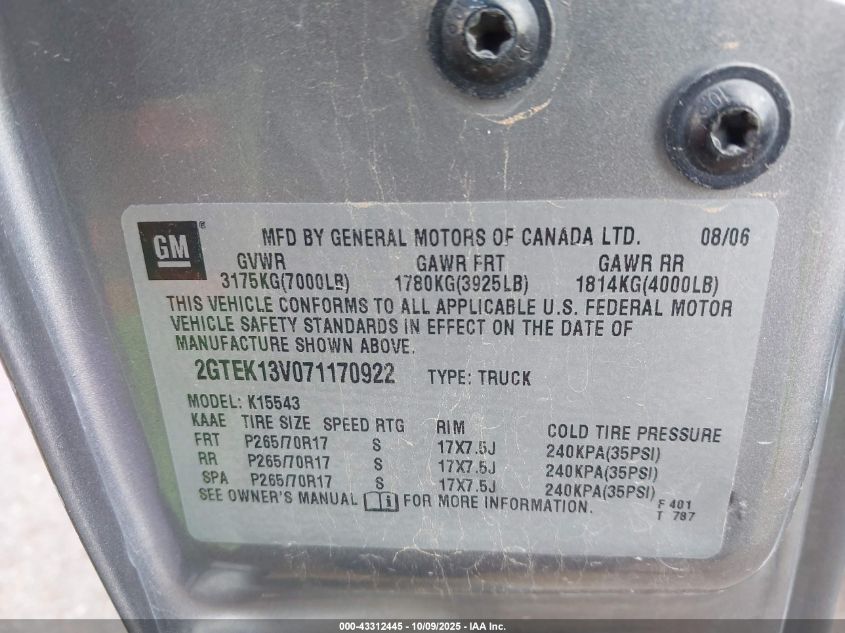 GM® MFD BY GENERAL MOTORS OF CANADA LTD. 08/06
GVWR GAWR FRT GAWR RR
3175KG(7000LB) 1780KG(3925LB) 1814KG(4000LB)
THIS VEHICLE CONFORMS TO ALL APPLICABLE U.S. FEDERAL MOTOR
VEHICLE SAFETY STANDARDS IN EFFECT ON THE DATE OF
MANUFACTURE SHOWN ABOVE.
2GTEK13V071170922 TYPE: TRUCK
MODEL: K15543
KAAE TIRE SIZE SPEED RTG RIM COLD TIRE PRESSURE
FRT P265/70R17 S 17X7.5J 240KPA(35PSI)
RR P265/70R17 S 17X7.5J 240KPA(35PSI)
SPA P265/70R17 S 17X7.5J 240KPA(35PSI)
SEE OWNER'S MANUAL i FOR MORE INFORMATION. F 401
T 787
000-43312445 - 10/09/2025 - IAA Inc.